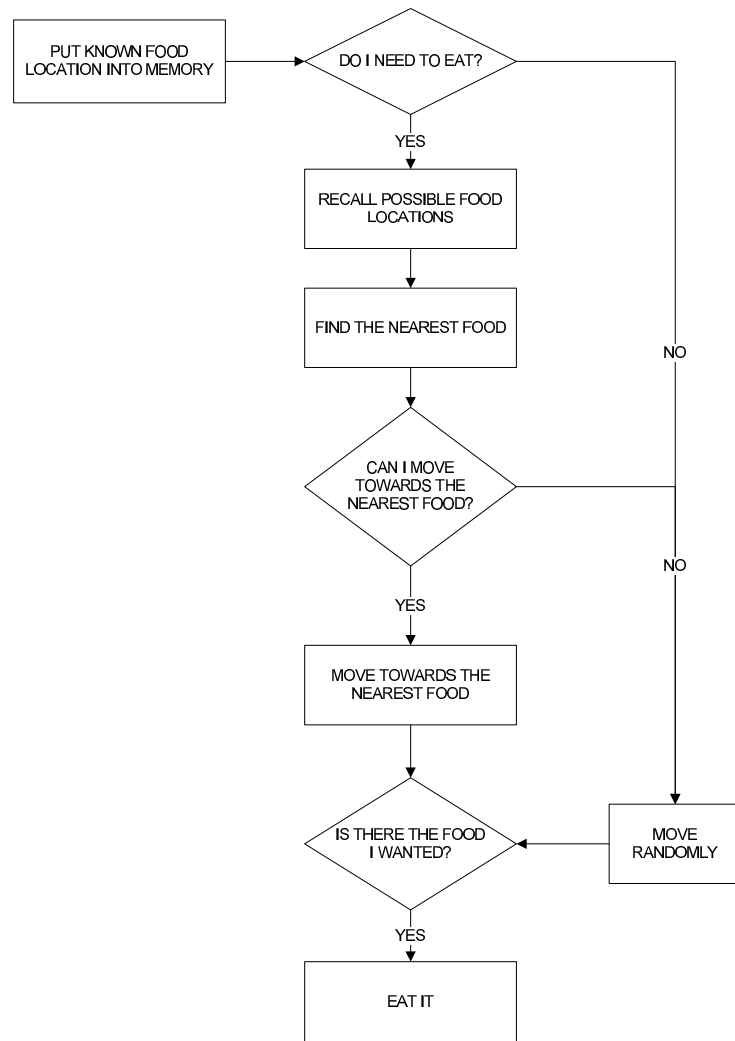 PUT KNOWN FOOD
LOCATION INTO MEMORY
DO I NEED TO EAT?
YES
RECALL POSSIBLE FOOD
LOCATIONS
FIND THE NEAREST FOOD
NO
CAN I MOVE
TOWARDS THE
NEAREST FOOD?
NO
YES
MOVE TOWARDS THE
NEAREST FOOD
IS THERE THE FOOD
I WANTED?
MOVE
RANDOMLY
YES
EAT IT